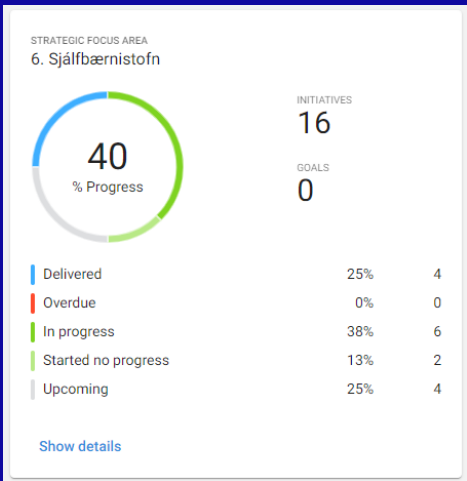 STRATEGIC FOCUS AREA
6. Sjálfbærnistofn
40
% Progress
INITIATIVES
16
GOALS
0
Delivered 25% 4
Overdue 0% 0
In progress 38% 6
Started no progress 13% 2
Upcoming 25% 4
Show details